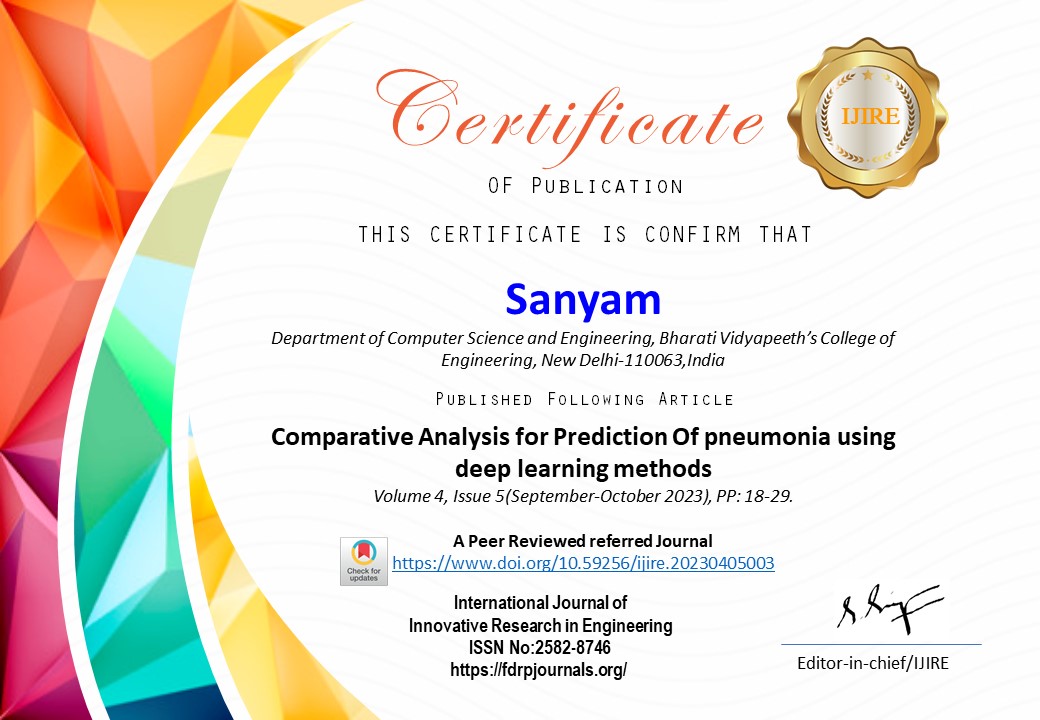 Certificate
IJIRE
OF PUBLICATION
THIS CERTIFICATE IS CONFIRM THAT
Sanyam
Department of Computer Science and Engineering, Bharati Vidyapeeth’s College of
Engineering, New Delhi-110063,India
PUBLISHED FOLLOWING ARTICLE
Comparative Analysis for Prediction Of pneumonia using
deep learning methods
Volume 4, Issue 5(September-October 2023), PP: 18-29.
A Peer Reviewed referred Journal
Check for
updates
https://www.doi.org/10.59256/ijire.20230405003
International Journal of
Innovative Research in Engineering
ISSN No:2582-8746
https://fdrpjournals.org/
Editor-in-chief/IJIRE